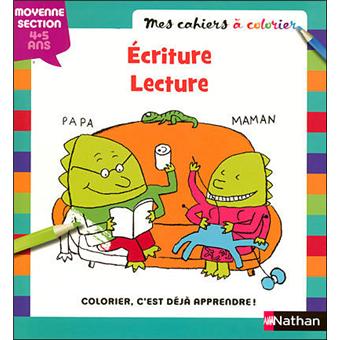 MOYENNE
SECTION
4•5
ANS
Mes cahiers à colorier
Écriture
Lecture
PAPA
MAMAN
COLORIER, C'EST DÉJÀ APPRENDRE !
Nathan